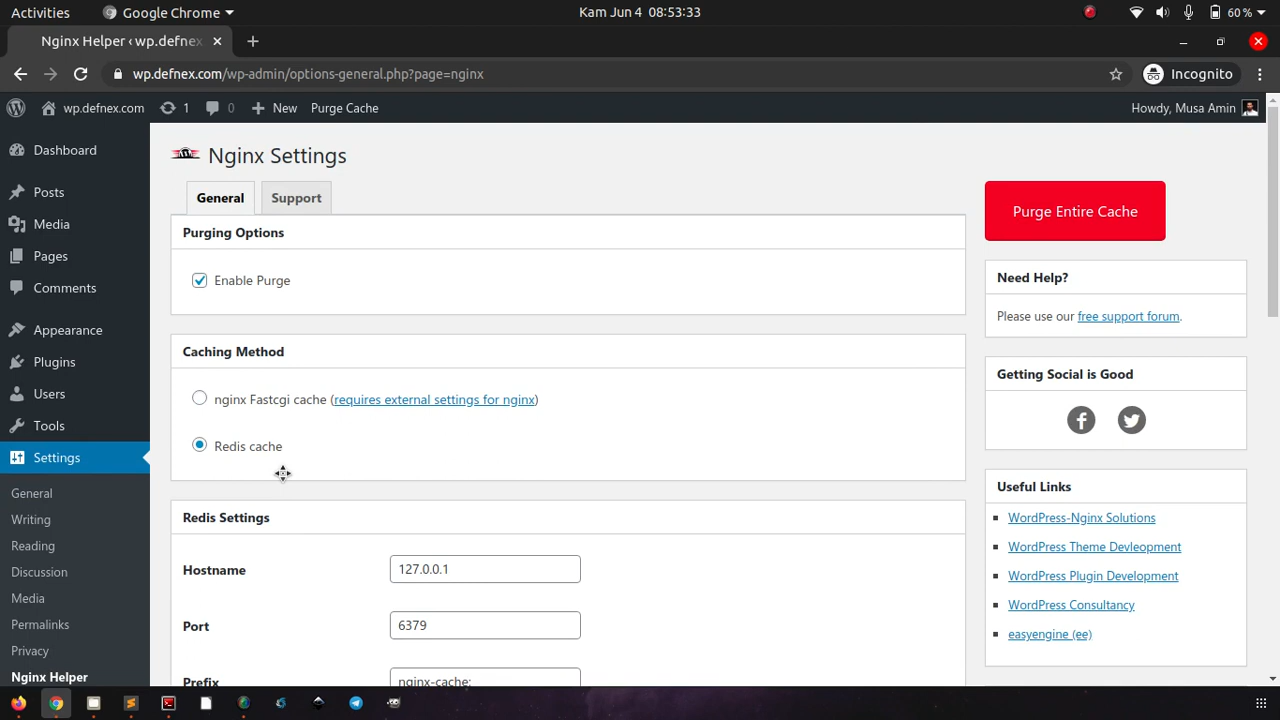 Activities
Google Chrome
Kam Jun 4 08:53:33
60 %
Nginx Helper ‹ wp.defnex
wp.defnex.com/wp-admin/options-general.php?page=nginx
Incognito
wp.defnex.com
1
0
New
Purge Cache
Howdy, Musa Amin
Dashboard
Posts
Media
Pages
Comments
Appearance
Plugins
Users
Tools
Settings
General
Writing
Reading
Discussion
Media
Permalinks
Privacy
Nginx Helper
Nginx Settings
General
Support
Purging Options
Enable Purge
Caching Method
nginx Fastcgi cache (requires external settings for nginx)
Redis cache
Redis Settings
Hostname
127.0.0.1
Port
6379
Prefix
nginx-cache:
Purge Entire Cache
Need Help?
Please use our free support forum.
Getting Social is Good
Useful Links
WordPress-Nginx Solutions
WordPress Theme Devleopment
WordPress Plugin Development
WordPress Consultancy
easyengine (ee)